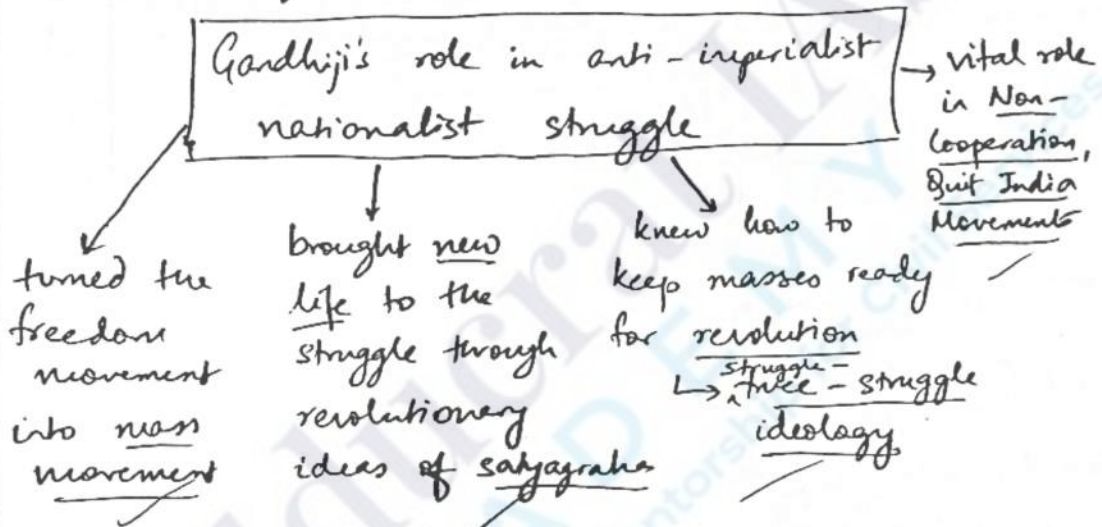 Gandhiji's role in anti-imperialist
nationalist struggle
→ vital role
in Non-
Cooperation,
Quit India
Movements
turned the
freedom
movement
into mass
movement
brought new
life to the
struggle through
revolutionary
ideas of satyagraha
knew how to
keep masses ready
for revolution
↳ struggle-truce-struggle
ideology